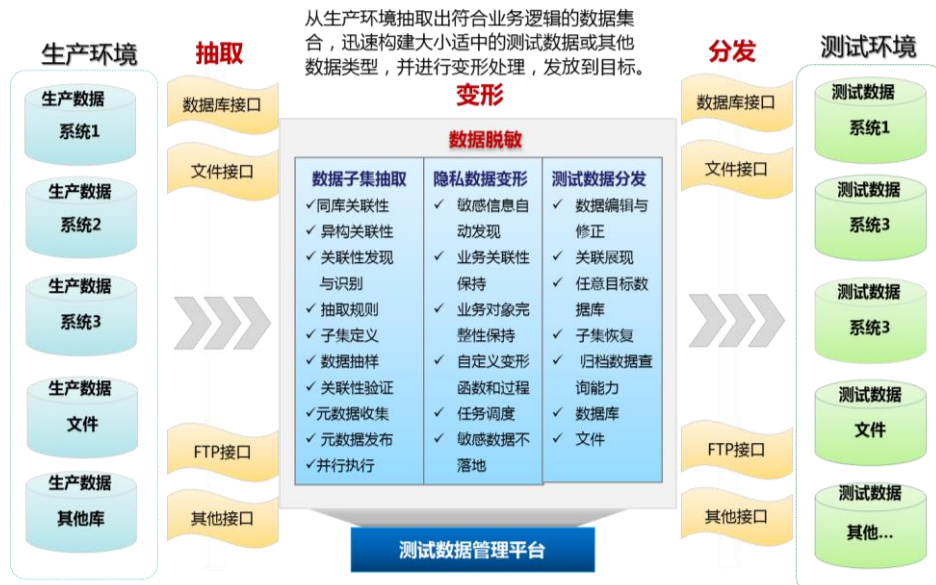 从生产环境抽取出符合业务逻辑的数据集
合，迅速构建大小适中的测试数据或其他
数据类型，并进行变形处理，发放到目标。
生产环境
抽取
变形
分发
测试环境
生产数据
系统1
生产数据
系统2
生产数据
系统3
生产数据
文件
生产数据
其他库
数据库接口
文件接口
FTP接口
其他接口
数据脱敏
数据子集抽取
✓同库关联性
✓ 异构关联性
✓ 关联性发现
与识别
✓ 抽取规则
✓ 子集定义
✓ 数据抽样
✓ 关联性验证
✓元数据收集
✓ 元数据发布
✓并行执行
隐私数据变形
✓ 敏感信息自
动发现
✓ 业务关联性
保持
✓ 业务对象完
整性保持
✓ 自定义变形
函数和过程
✓ 任务调度
✓ 敏感数据不
落地
测试数据分发
✓ 数据编辑与
修正
✓ 关联展现
✓ 任意目标数
据库
✓ 子集恢复
✓ 归档数据查
询能力
✓ 数据库
✓ 文件
测试数据管理平台
数据库接口
文件接口
FTP接口
其他接口
测试数据
系统1
测试数据
系统3
测试数据
系统3
测试数据
文件
测试数据
其他...